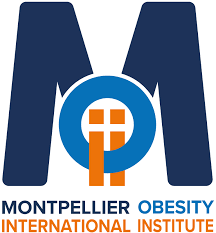 M
MONTPELLIER OBESITY
INTERNATIONAL INSTITUTE